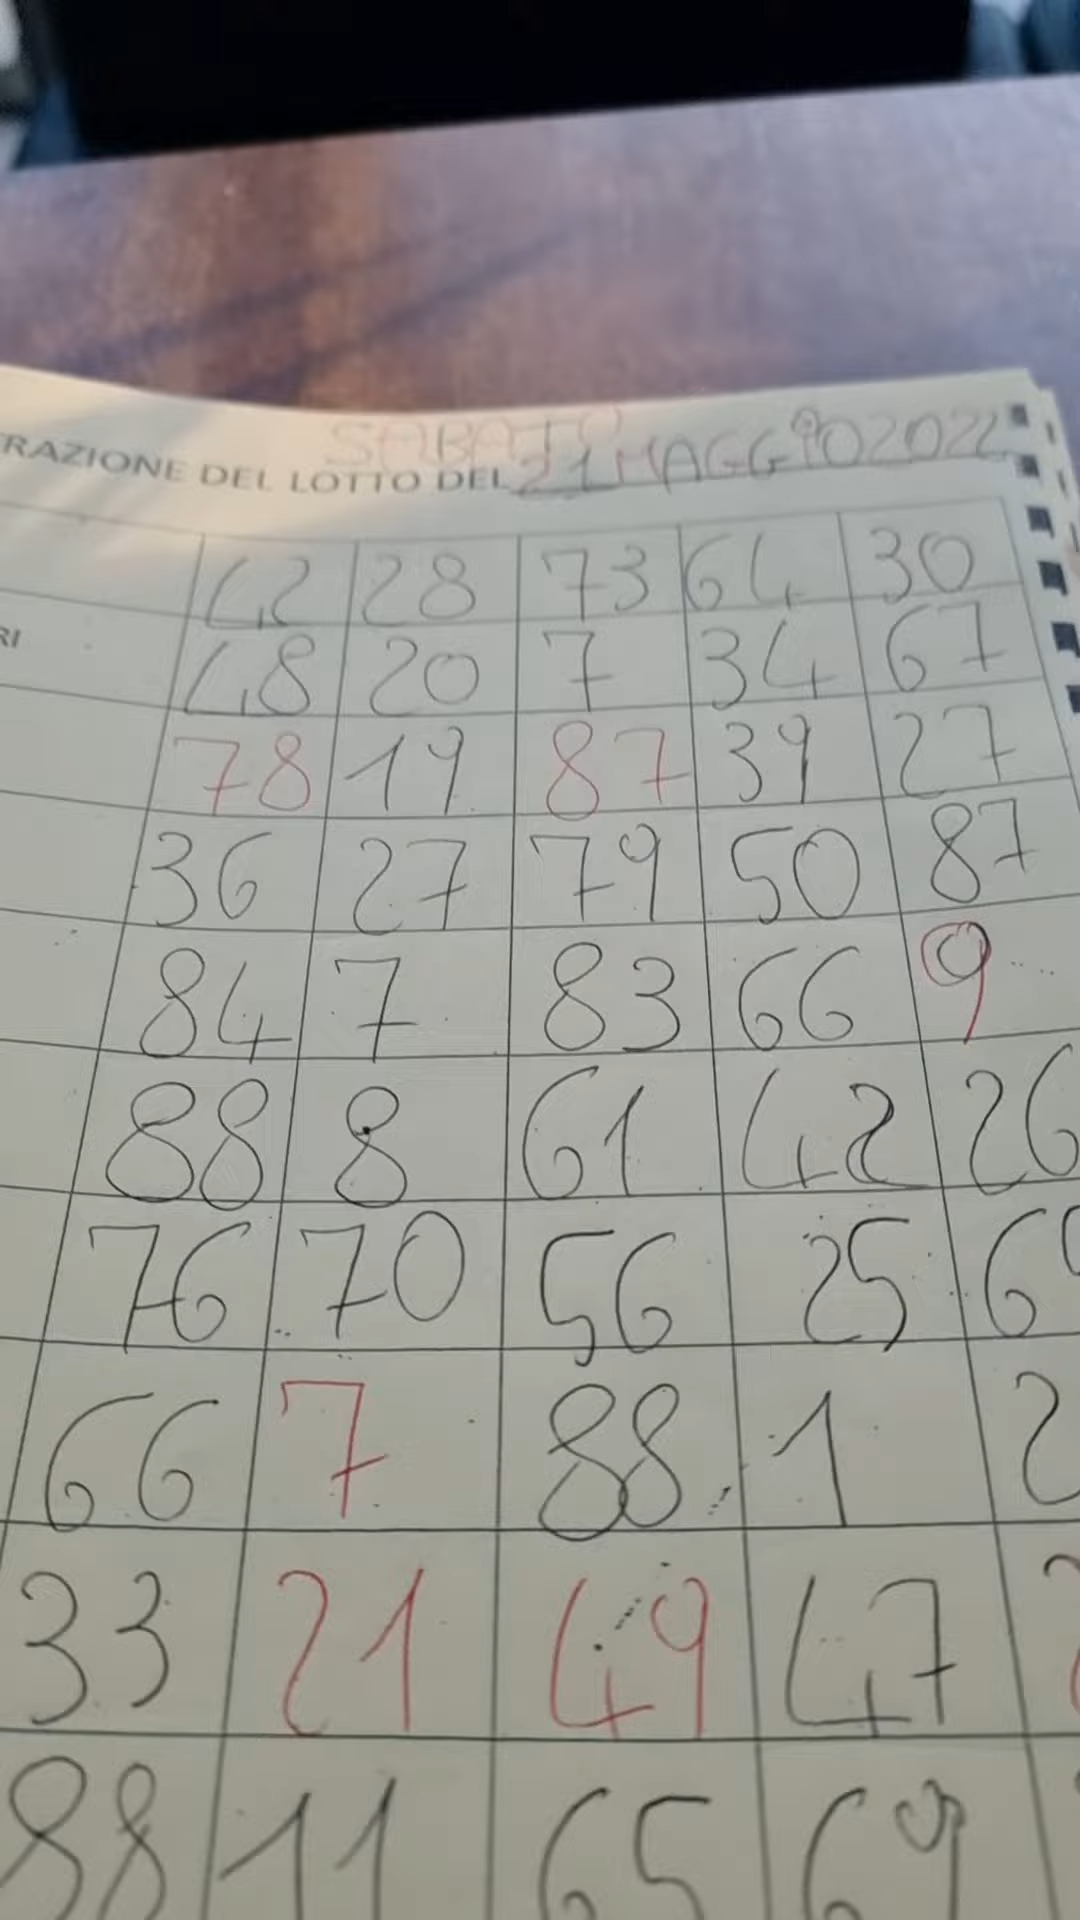 RAZIONE DEL LOTTO DEL SABATO 21 MAGGIO 2022
42 28 73 64 30
RI 48 20 7 34 67
78 19 87 39 27
36 27 79 50 87
84 7 83 66 9
88 8 61 42 26
76 70 56 25
66 7 88 1
33 21 49 47
88 11 65 69